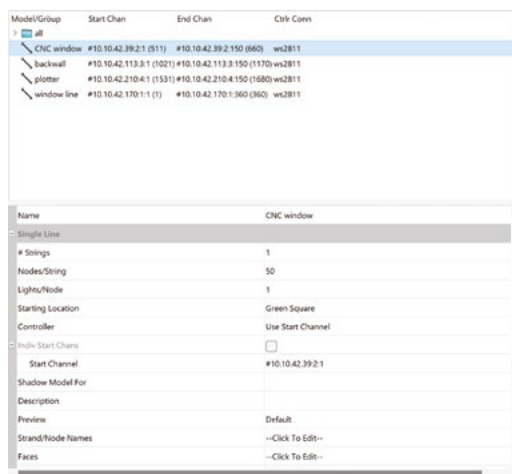 Model/Group Start Chan End Chan Ctrlr Conn
all
CNC window #10.10.42.39:2:1 (511) #10.10.42.39:2:150 (660) ws2811
backwall #10.10.42.113:3:1 (1021) #10.10.42.113:3:150 (1170) ws2811
plotter #10.10.42.210:4:1 (1531) #10.10.42.210:4:150 (1680) ws2811
window line #10.10.42.170:1:1 (1) #10.10.42.170:1:360 (360) ws2811
Name CNC window
Single Line
# Strings 1
Nodes/String 50
Lights/Node 1
Starting Location Green Square
Controller Use Start Channel
Indiv Start Chans
Start Channel #10.10.42.39:2:1
Shadow Model For
Description
Preview Default
Strand/Node Names --Click To Edit--
Faces --Click To Edit--